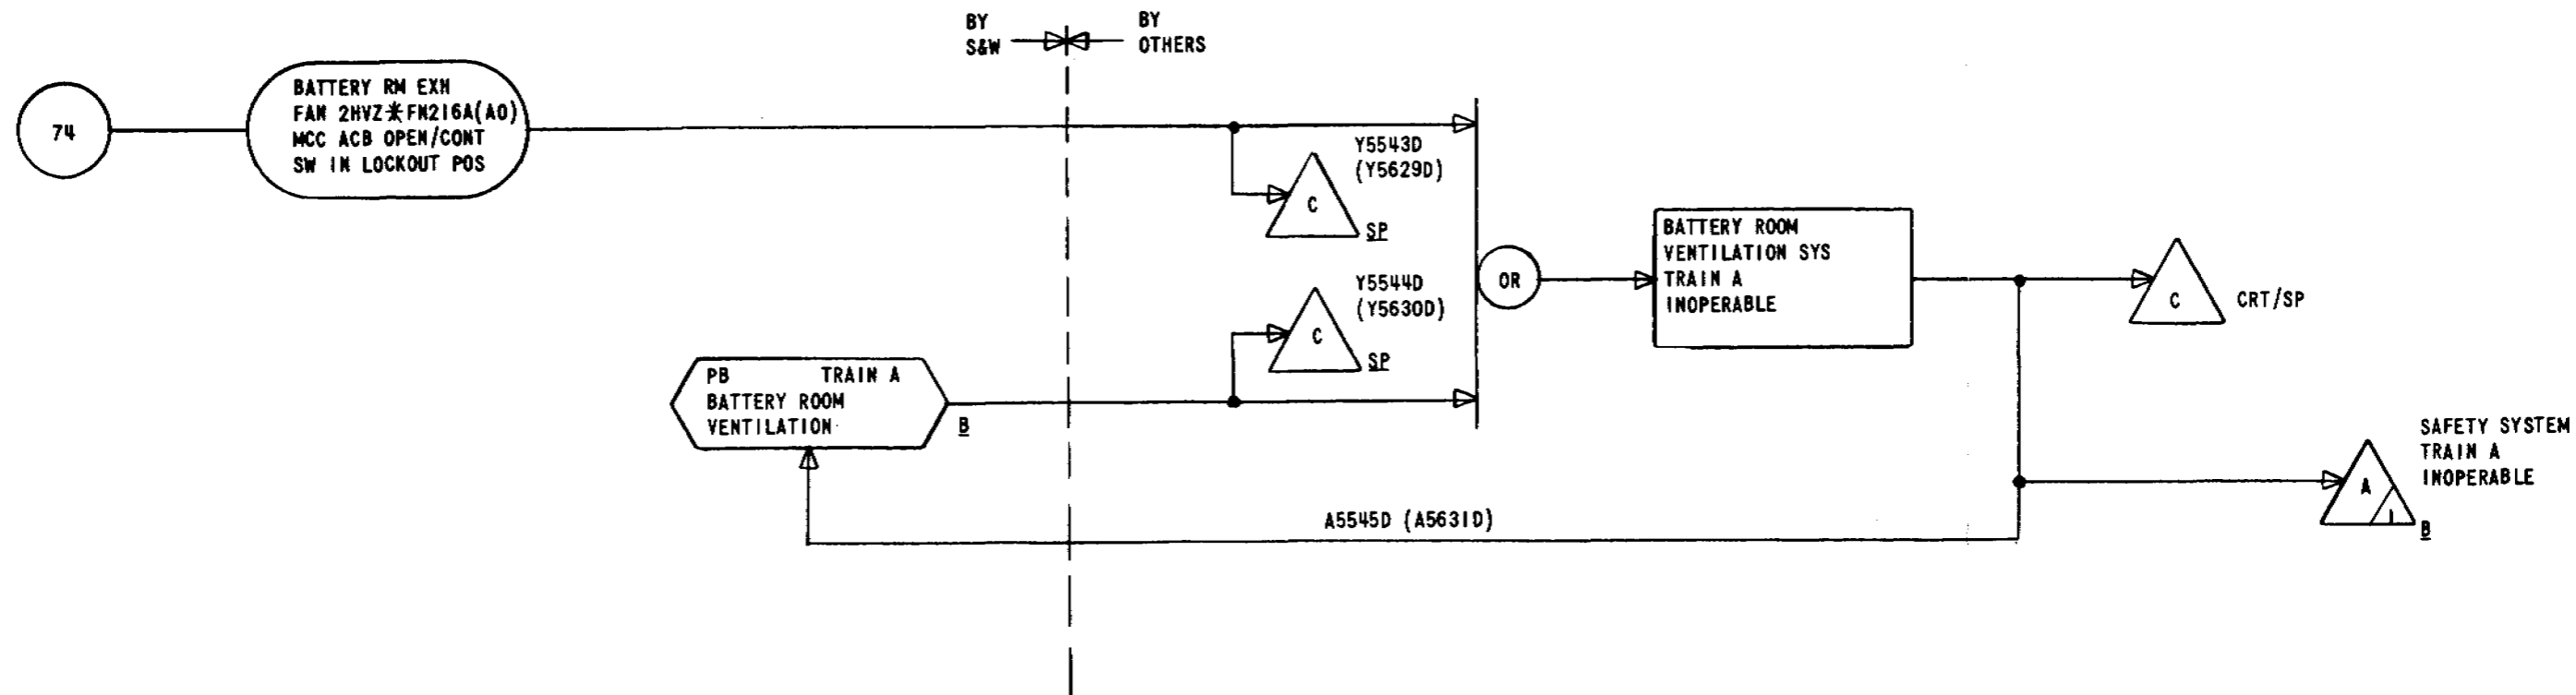 BY
S&W
BY
OTHERS
74
BATTERY RM EXH
FAN 2HVZ*FN216A(AO)
MCC ACB OPEN/CONT
SW IN LOCKOUT POS
Y5543D
(Y5629D)
C
SP
Y5544D
(Y5630D)
C
SP
OR
BATTERY ROOM
VENTILATION SYS
TRAIN A
INOPERABLE
C
CRT/SP
PB TRAIN A
BATTERY ROOM
VENTILATION
B
SAFETY SYSTEM
TRAIN A
INOPERABLE
A
1
B
A5545D (A5631D)